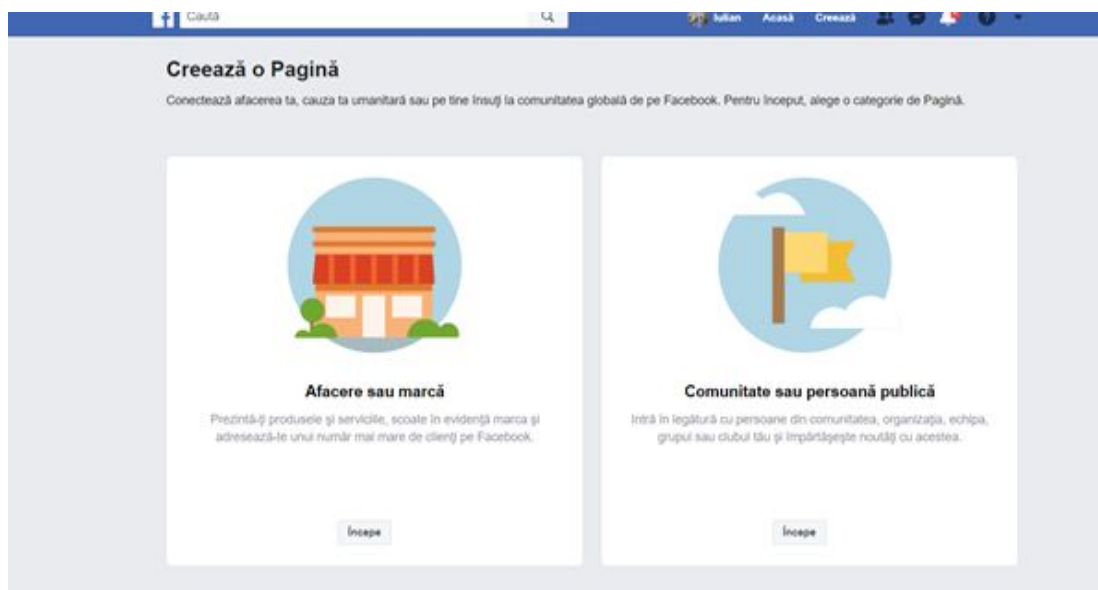 Caută
Iulian Acasă Creează
Creează o Pagină
Conectează afacerea ta, cauza ta umanitară sau pe tine însuți la comunitatea globală de pe Facebook. Pentru început, alege o categorie de Pagină.
Afacere sau marcă
Prezintă-ți produsele și serviciile, scoate în evidență marca și
adresează-te unui număr mai mare de clienți pe Facebook.
Începe
Comunitate sau persoană publică
Intră în legătură cu persoane din comunitatea, organizația, echipa,
grupul sau clubul tău și împărtășește noutăți cu acestea.
Începe